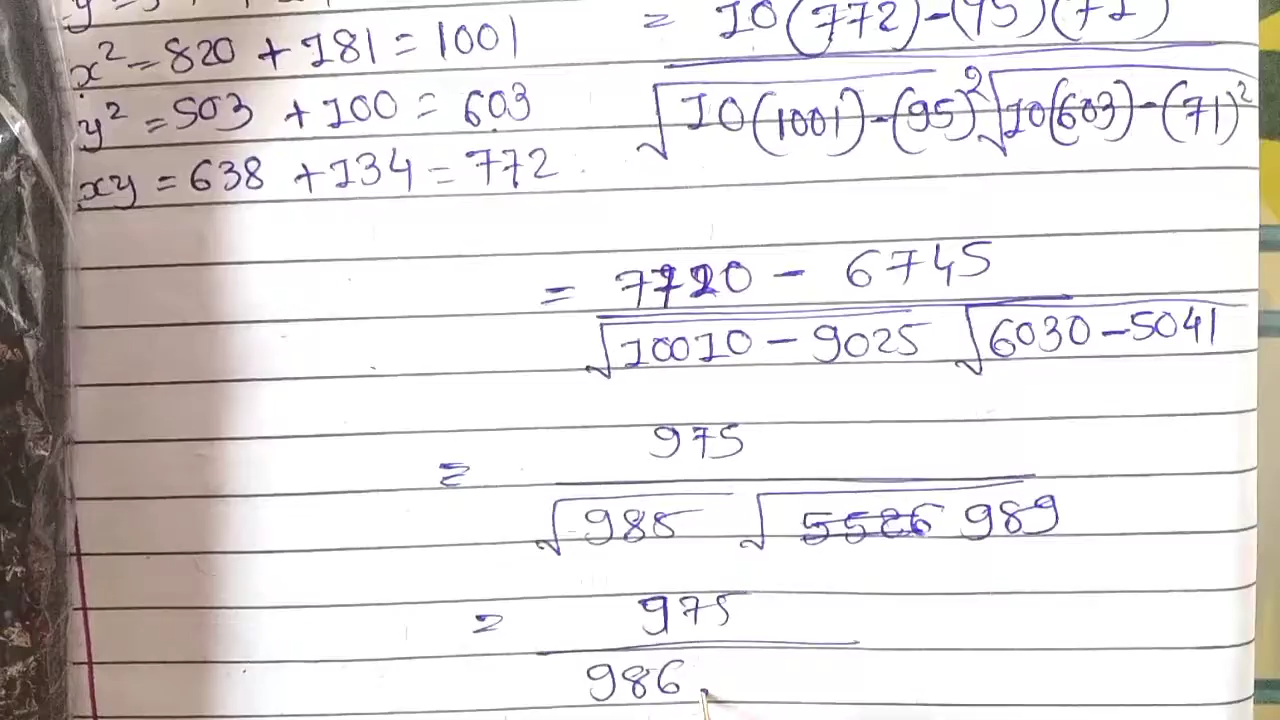 = 10(772)-(95)(71)
x² = 820 + 181 = 1001
√10(1001) - (95)² √10(603) - (71)²
y² = 503 + 100 = 603
xy = 638 + 134 = 772
= 7720 - 6745
√10010 - 9025 √6030 - 5041
= 975
√985 √5526 989
= 975
986.